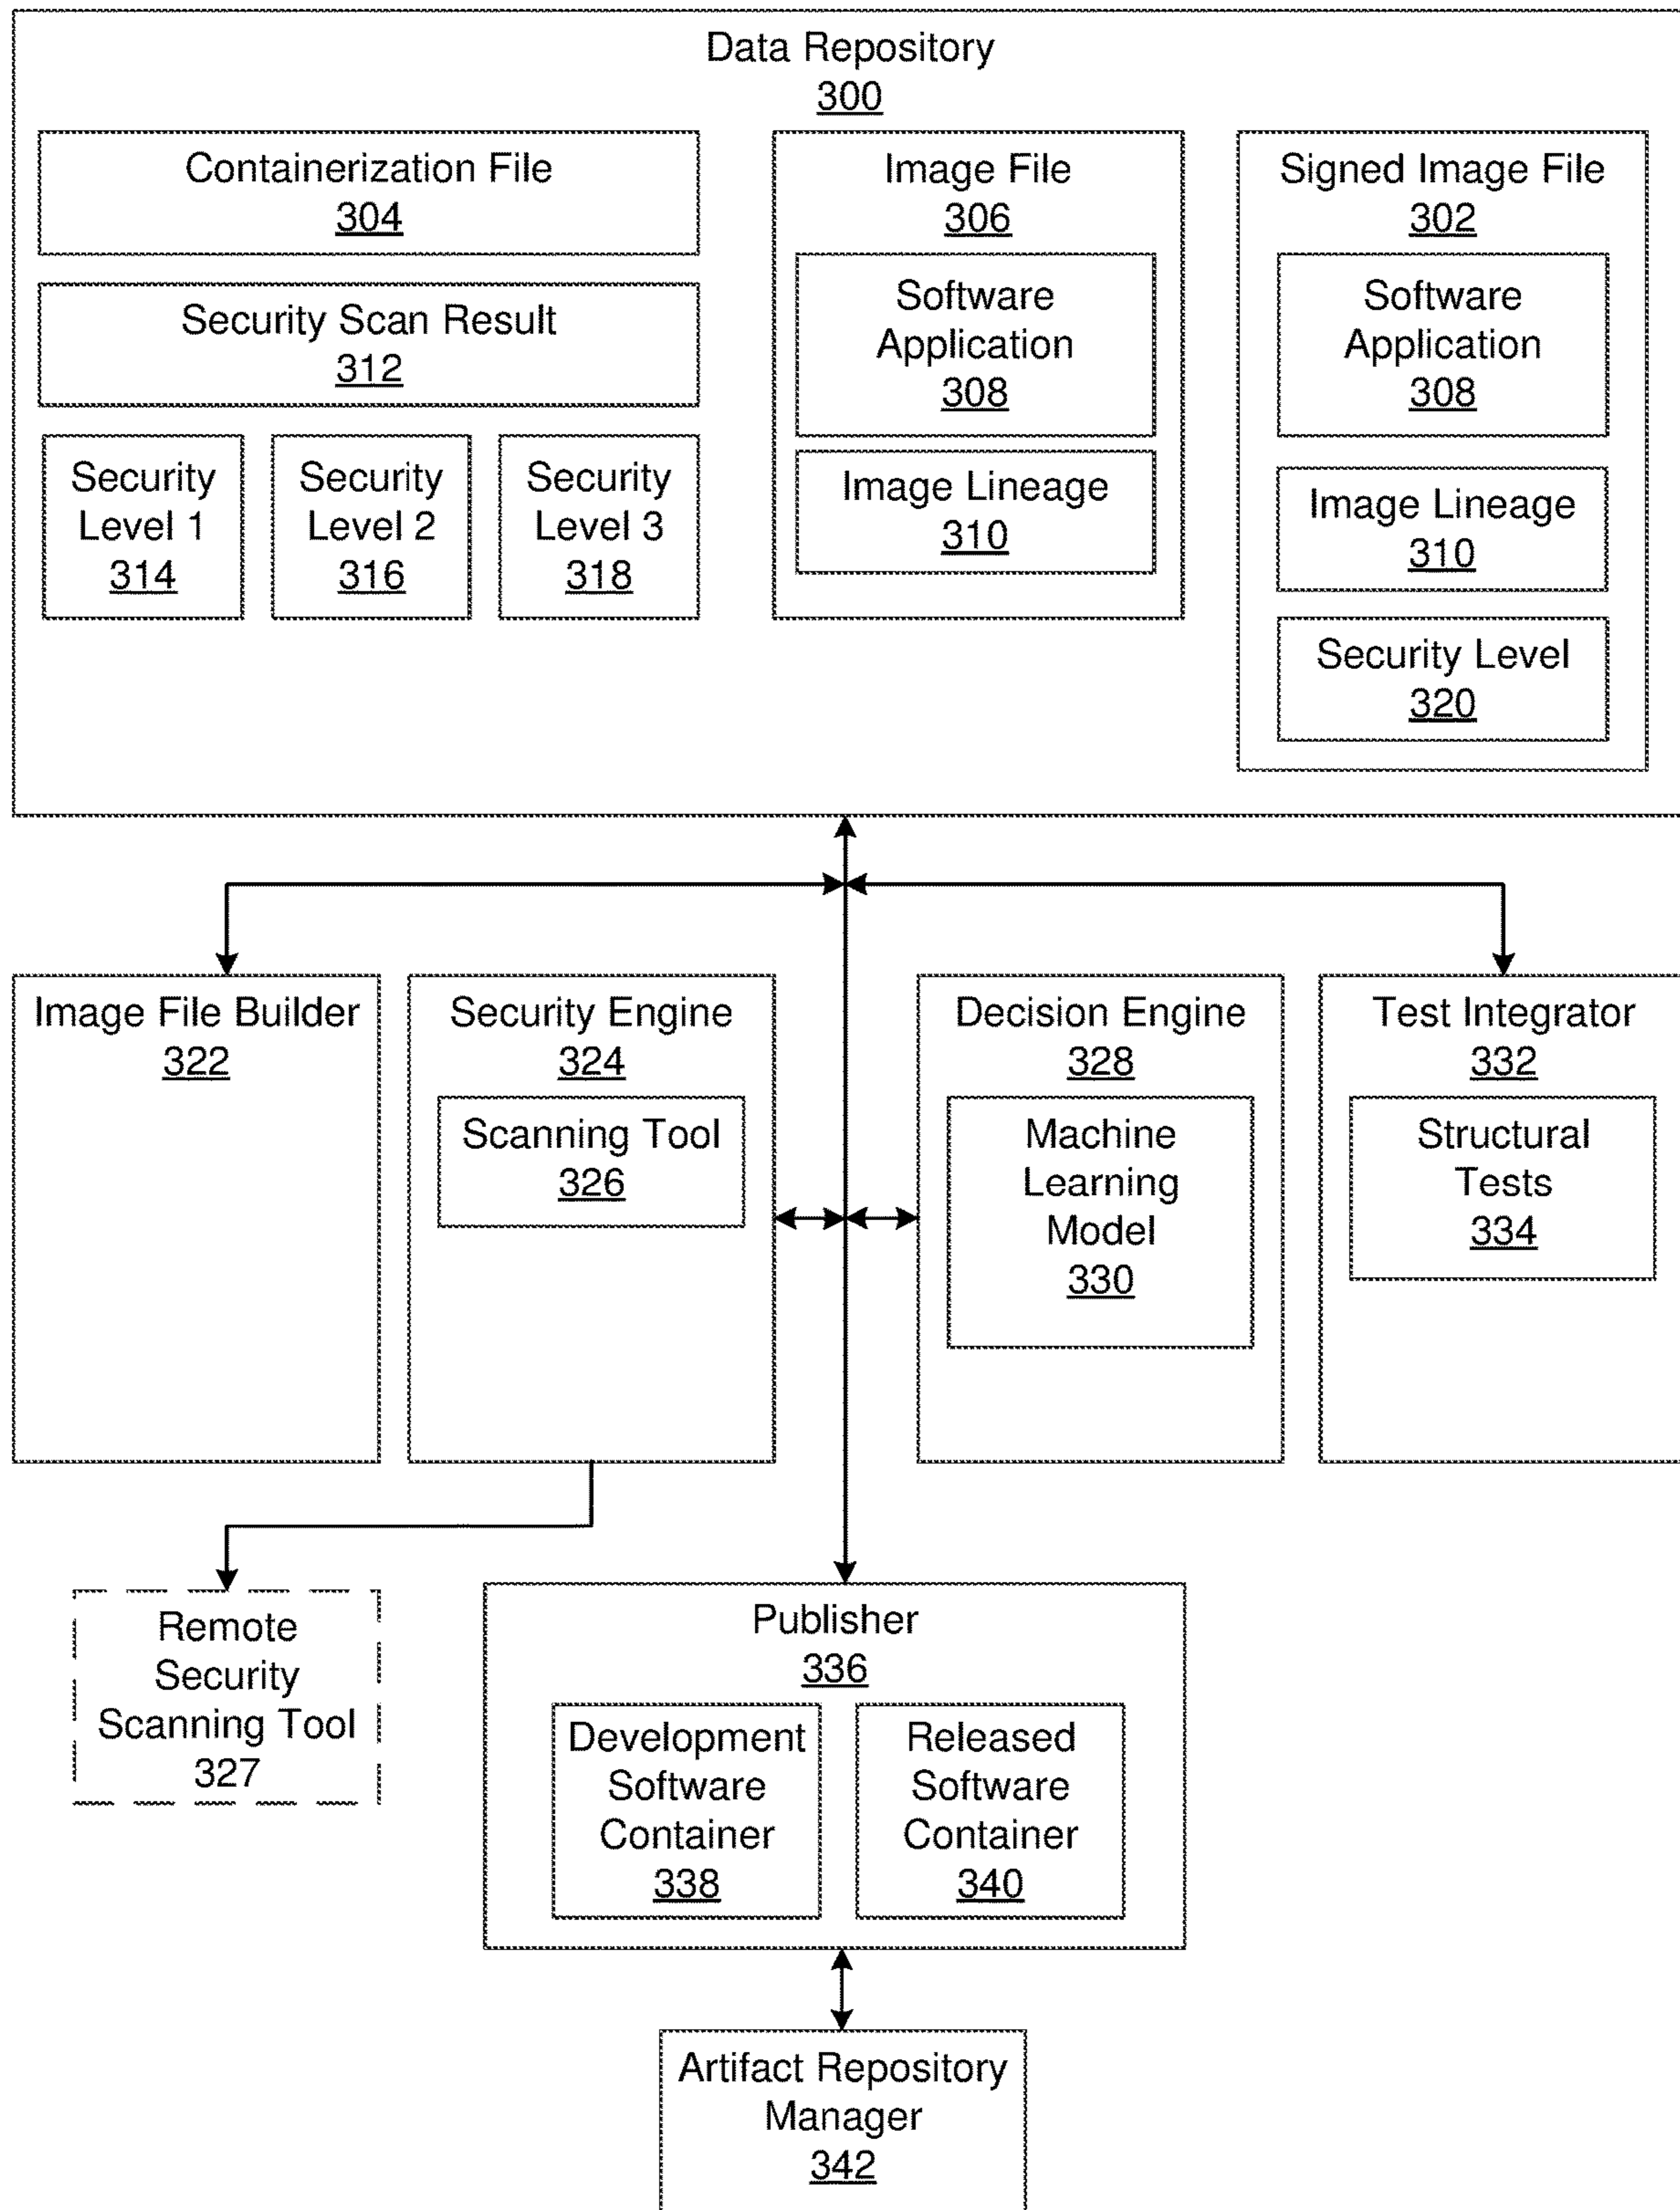 Data Repository
300
Containerization File
304
Security Scan Result
312
Security
Level 1
314
Security
Level 2
316
Security
Level 3
318
Image File
306
Software
Application
308
Image Lineage
310
Signed Image File
302
Software
Application
308
Image Lineage
310
Security Level
320
Image File Builder
322
Security Engine
324
Scanning Tool
326
Decision Engine
328
Machine
Learning
Model
330
Test Integrator
332
Structural
Tests
334
Remote
Security
Scanning Tool
327
Publisher
336
Development
Software
Container
338
Released
Software
Container
340
Artifact Repository
Manager
342